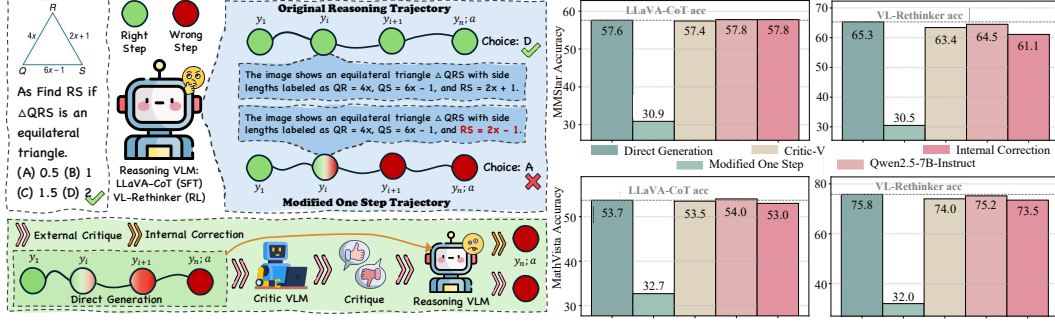 R
4x
2x + 1
Q
6x − 1
S
As Find RS if
△QRS is an
equilateral
triangle.
(A) 0.5 (B) 1
(C) 1.5 (D) 2
Right
Step
Wrong
Step
Reasoning VLM:
LLaVA-CoT (SFT)
VL-Rethinker (RL)
Original Reasoning Trajectory
y1
yi
yi+1
yn; a
Choice: D
The image shows an equilateral triangle △QRS with side
lengths labeled as QR = 4x, QS = 6x − 1, and RS = 2x + 1.
The image shows an equilateral triangle △QRS with side
lengths labeled as QR = 4x, QS = 6x − 1, and RS = 2x − 1.
Choice: A
y1
yi
yi+1
yn; a
Modified One Step Trajectory
External Critique
Internal Correction
y1
yi
yi+1
yn; a
Direct Generation
Critic VLM
Critique
Reasoning VLM
yn; a
MMStar Accuracy
60
50
40
30
LLaVA-CoT acc
57.6
30.9
57.4
57.8
57.8
70
60
50
40
30
VL-Rethinker acc
65.3
30.5
63.4
64.5
61.1
Direct Generation
Critic-V
Internal Correction
Modified One Step
Qwen2.5-7B-Instruct
MathVista Accuracy
50
40
30
LLaVA-CoT acc
53.7
32.7
53.5
54.0
53.0
80
60
40
VL-Rethinker acc
75.8
32.0
74.0
75.2
73.5